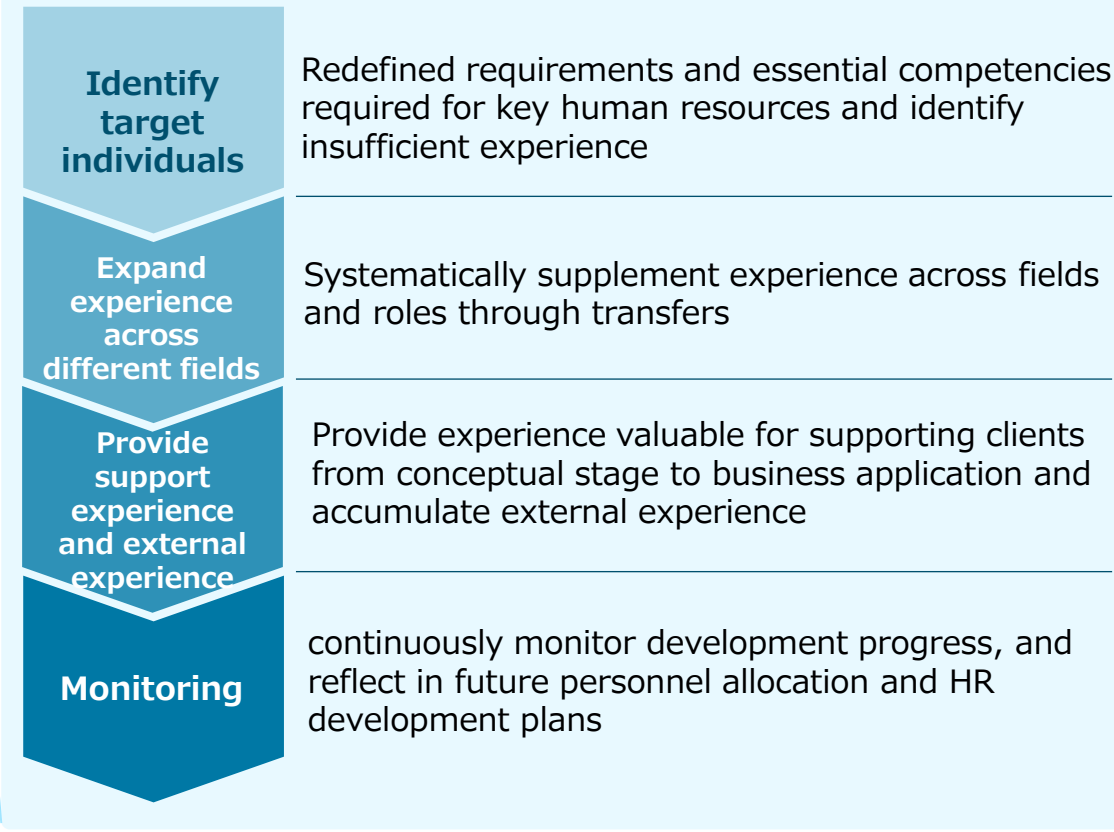 Identify
target
individuals
Redefined requirements and essential competencies
required for key human resources and identify
insufficient experience
Expand
experience
across
different fields
Systematically supplement experience across fields
and roles through transfers
Provide
support
experience
and external
experience
Provide experience valuable for supporting clients
from conceptual stage to business application and
accumulate external experience
Monitoring
continuously monitor development progress, and
reflect in future personnel allocation and HR
development plans